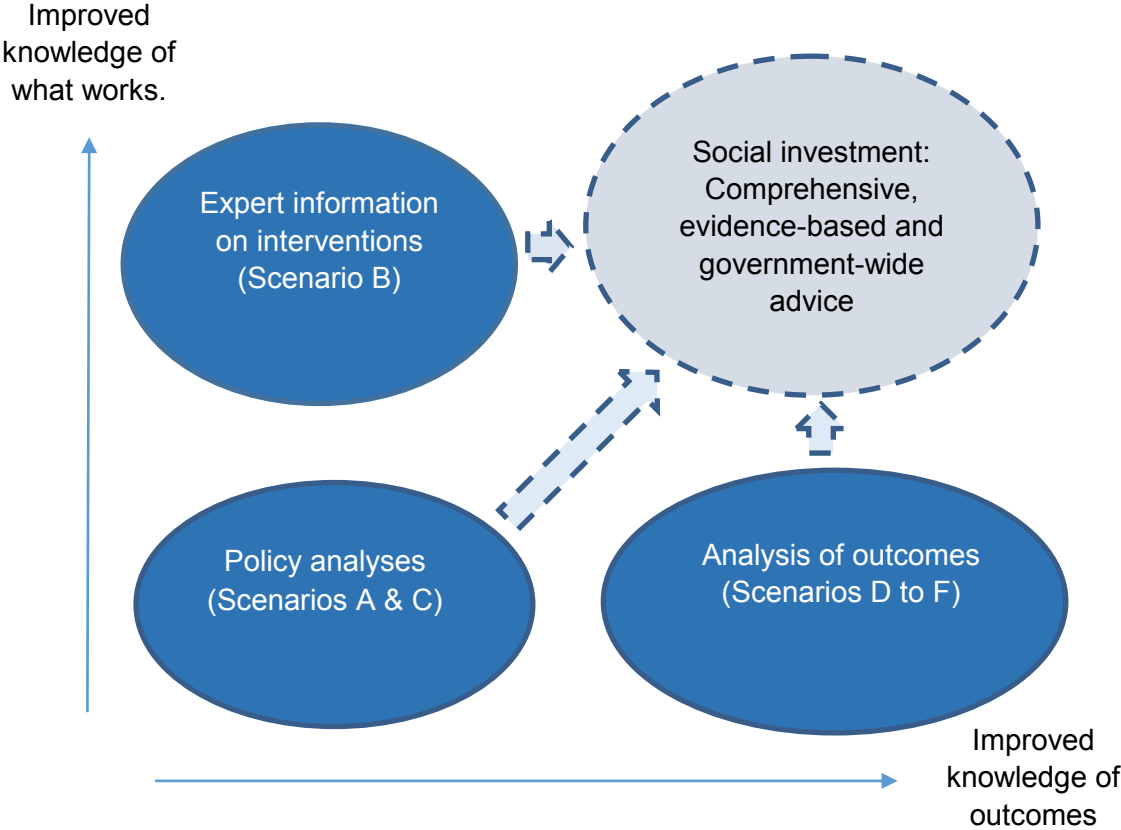 Improved
knowledge of
what works.
Expert information
on interventions
(Scenario B)
Social investment:
Comprehensive,
evidence-based and
government-wide
advice
Policy analyses
(Scenarios A & C)
Analysis of outcomes
(Scenarios D to F)
Improved
knowledge of
outcomes